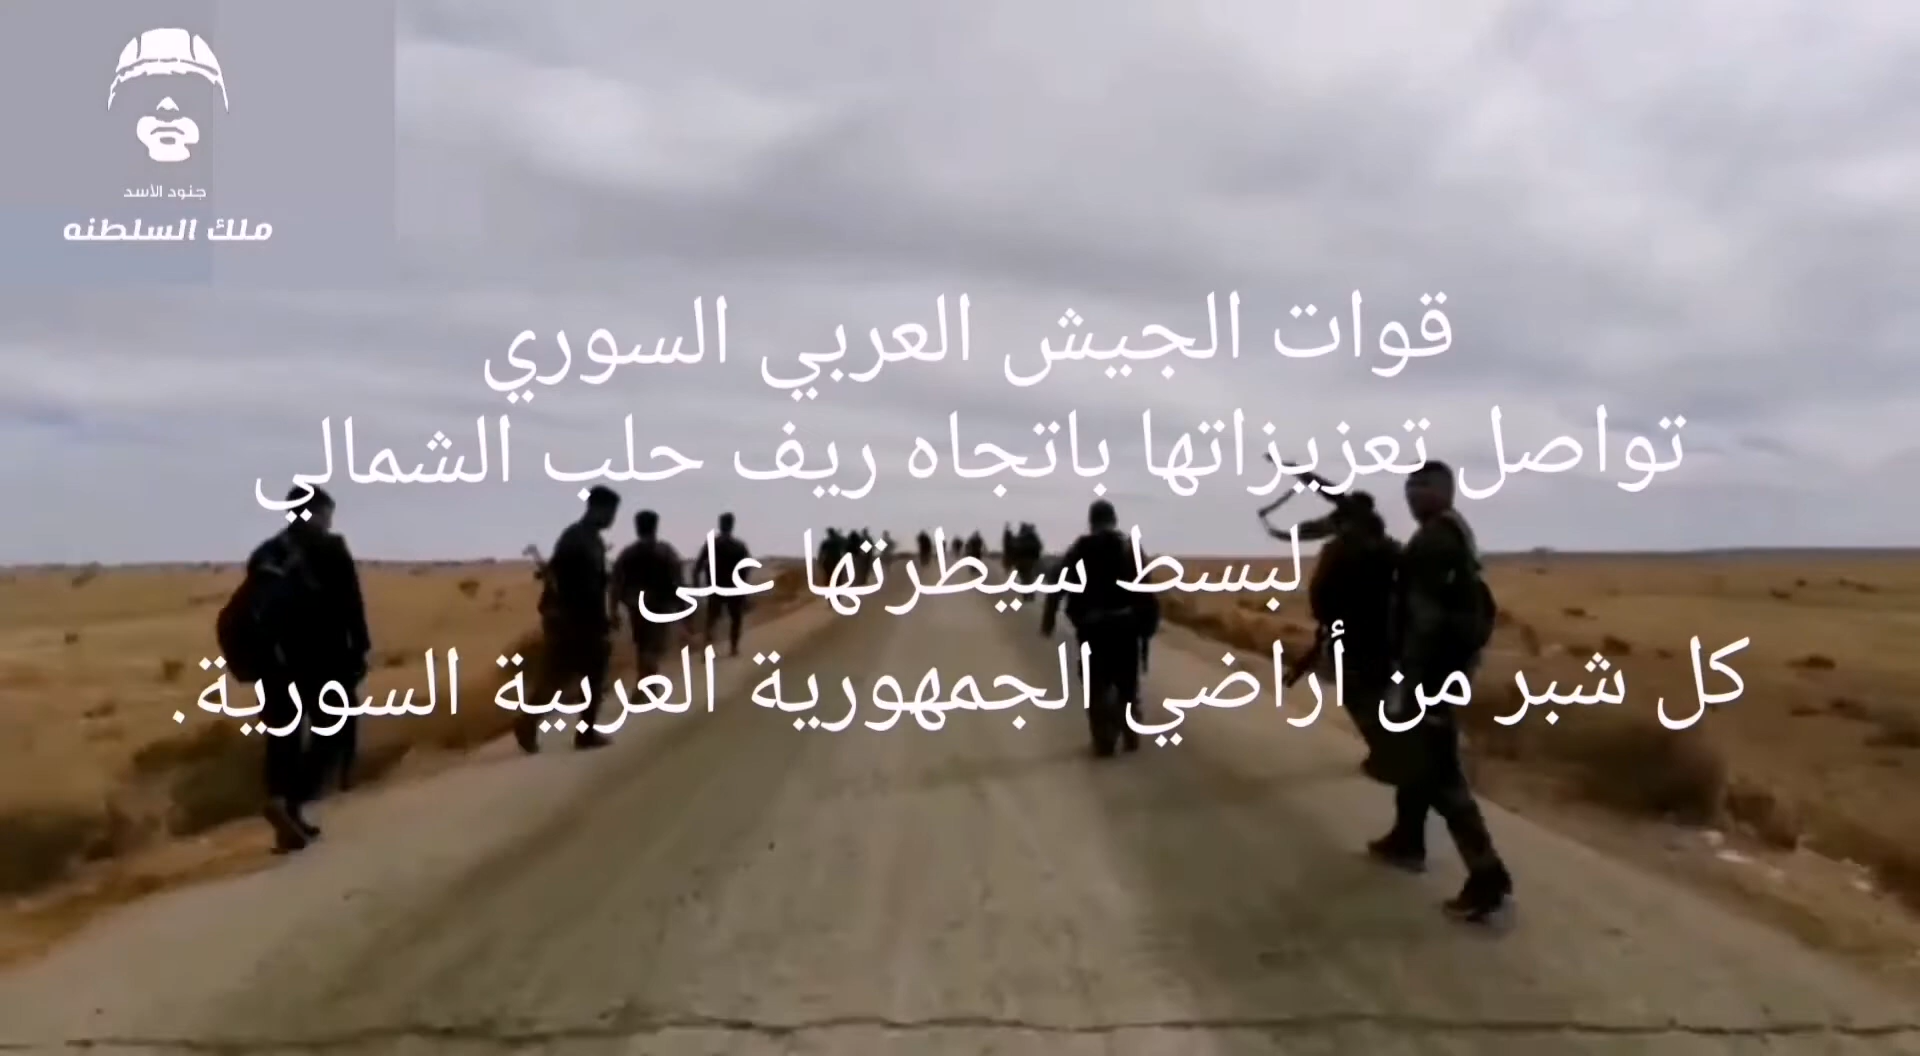 جنود الأسد
ملك السلطنه
قوات الجيش العربي السوري
تواصل تعزيزاتها باتجاه ريف حلب الشمالي
لبسط سيطرتها على
كل شبر من أراضي الجمهورية العربية السورية.